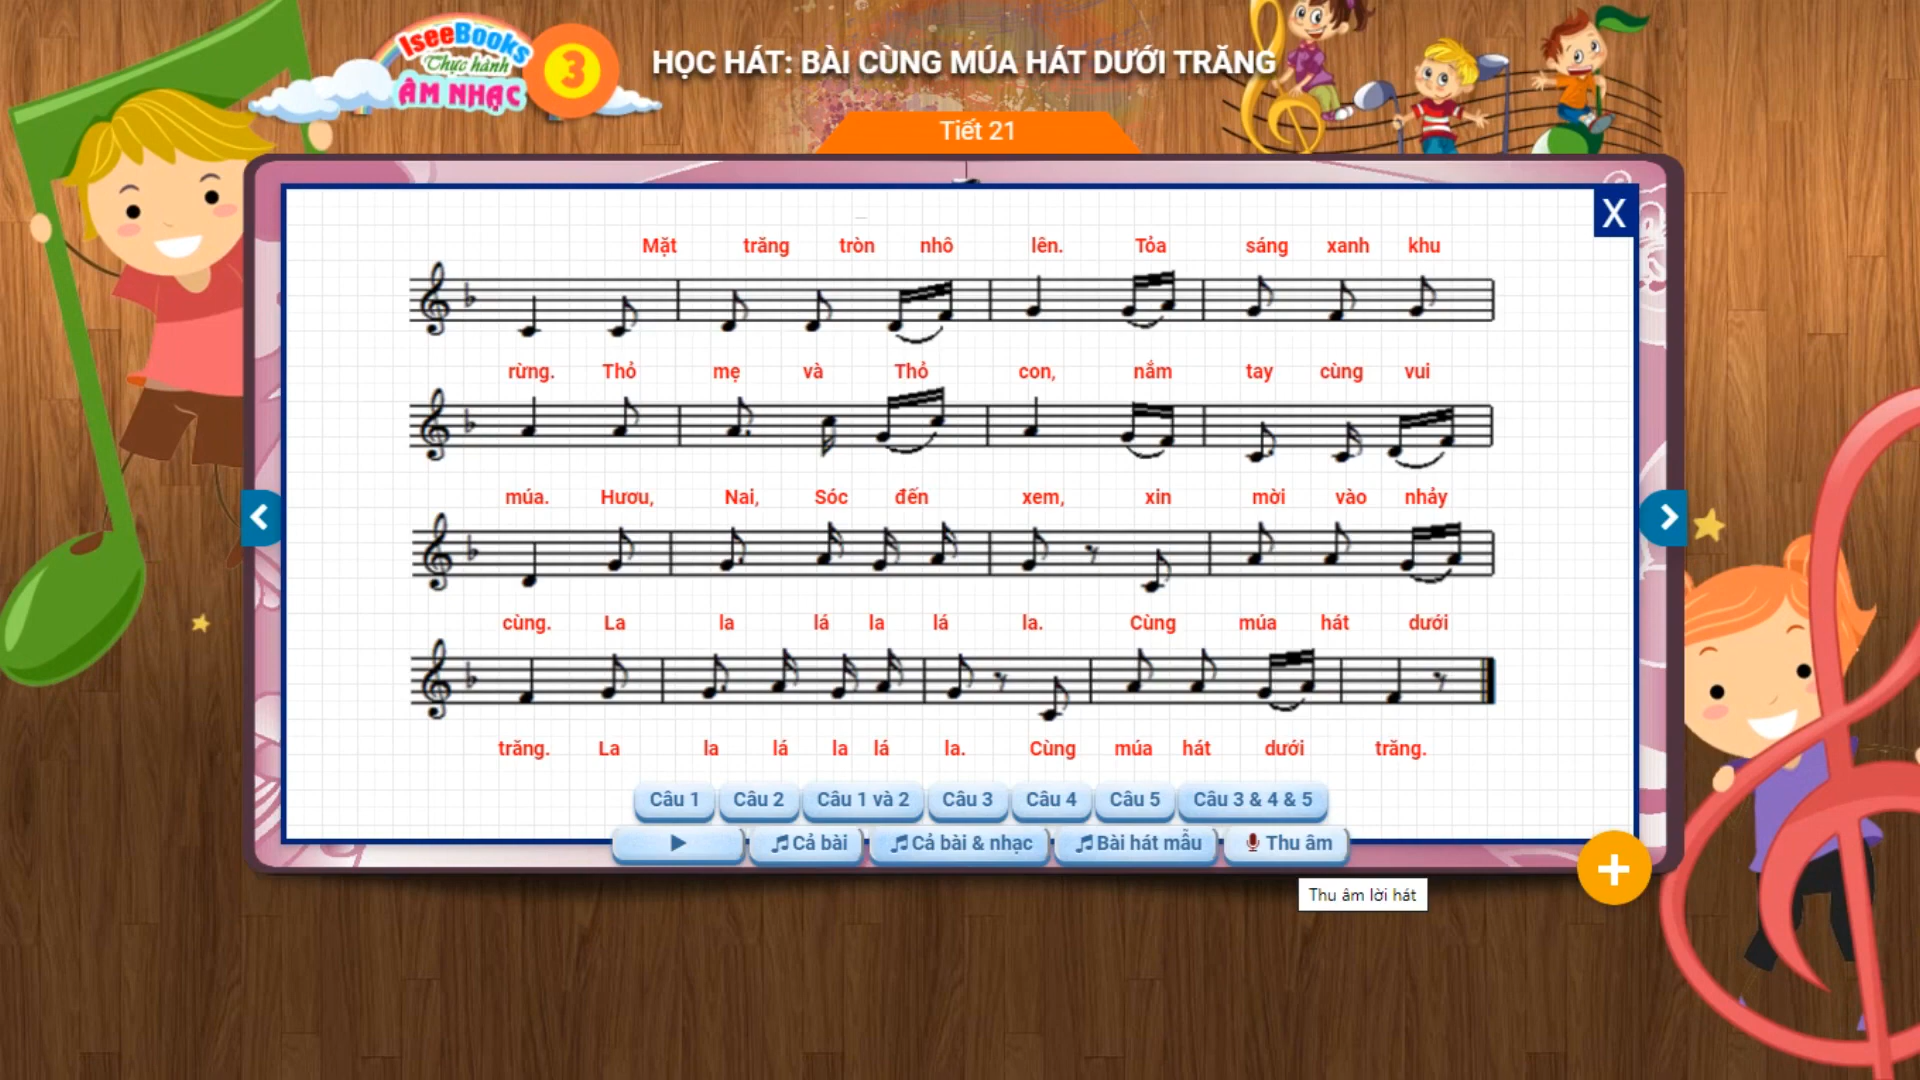 IseeBooks
Thực hành
ÂM NHẠC
3
HỌC HÁT: BÀI CÙNG MÚA HÁT DƯỚI TRĂNG
Tiết 21
X
Mặt trăng tròn nhô lên. Tỏa sáng xanh khu
rừng. Thỏ mẹ và Thỏ con, nắm tay cùng vui
múa. Hươu, Nai, Sóc đến xem, xin mời vào nhảy
cùng. La la lá la lá la. Cùng múa hát dưới
trăng. La la lá la lá la. Cùng múa hát dưới trăng.
Câu 1 Câu 2 Câu 1 và 2 Câu 3 Câu 4 Câu 5 Câu 3 & 4 & 5
Cả bài Cả bài & nhạc Bài hát mẫu Thu âm
Thu âm lời hát